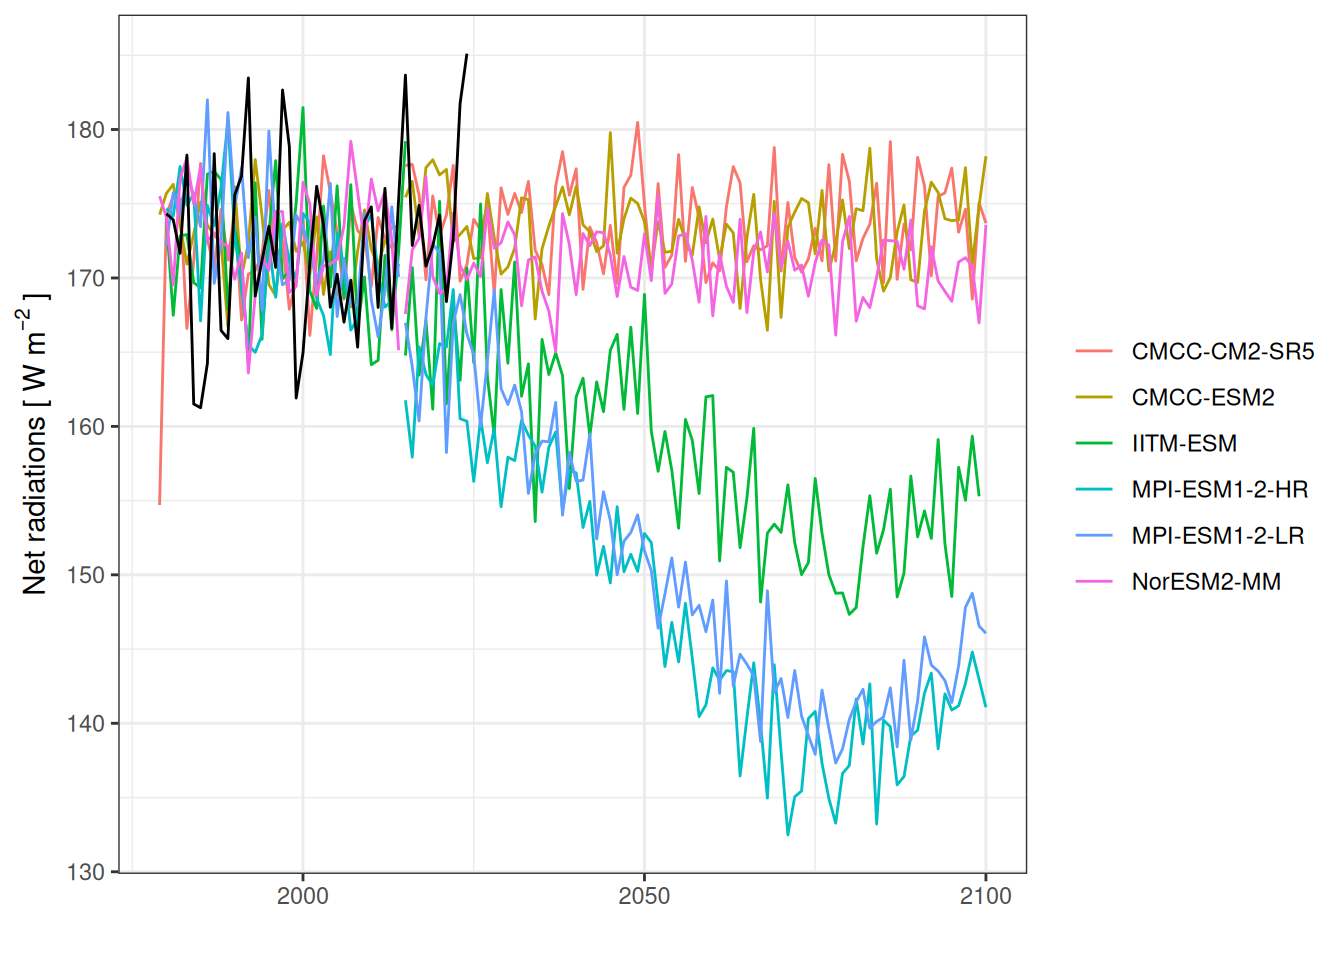 180
170
160
150
140
130
Net radiations [ W m⁻² ]
2000
2050
2100
CMCC-CM2-SR5
CMCC-ESM2
IITM-ESM
MPI-ESM1-2-HR
MPI-ESM1-2-LR
NorESM2-MM